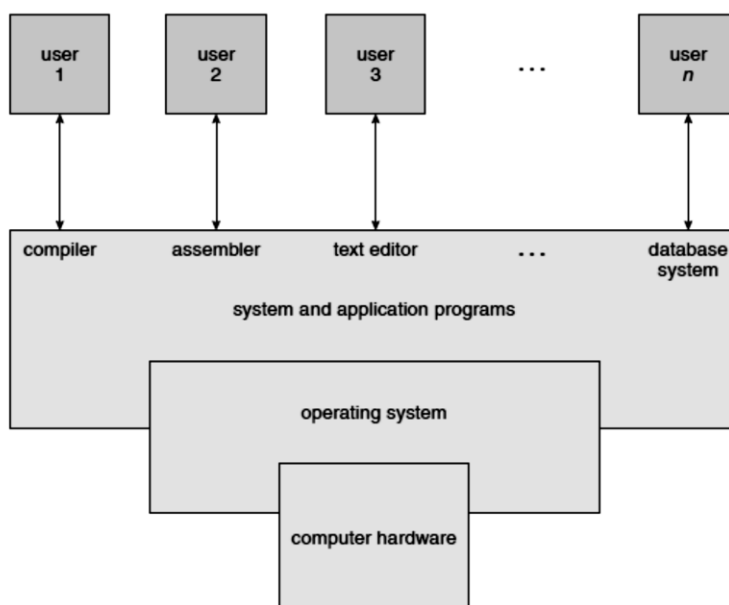 user user user ... user
1 2 3 n
compiler assembler text editor ... database
system
system and application programs
operating system
computer hardware